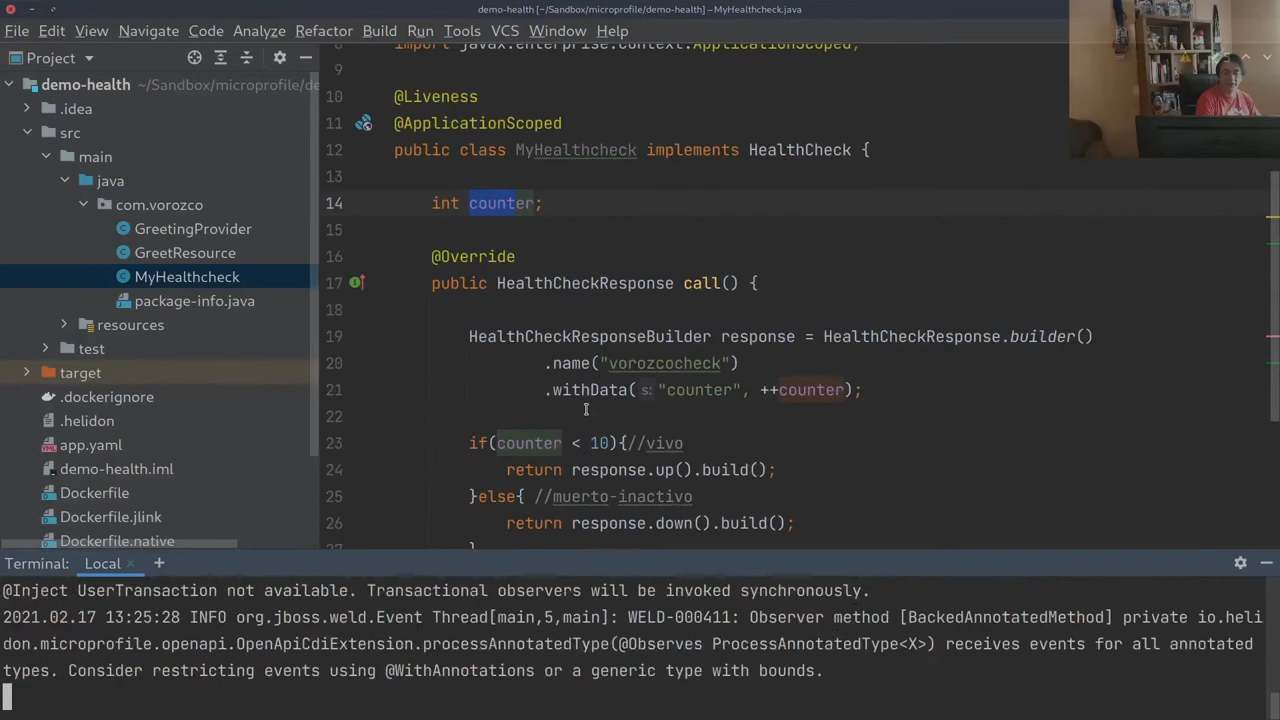 demo-health [~/Sandbox/microprofile/demo-health] – MyHealthcheck.java
File Edit View Navigate Code Analyze Refactor Build Run Tools VCS Window Help
Project
demo-health ~/Sandbox/microprofile/d
.idea
src
main
java
com.vorozco
GreetingProvider
GreetResource
MyHealthcheck
package-info.java
resources
test
target
.dockerignore
.helidon
app.yaml
demo-health.iml
Dockerfile
Dockerfile.jlink
Dockerfile.native
8 import javax.enterprise.context.ApplicationScoped;
9
10 @Liveness
11 @ApplicationScoped
12 public class MyHealthcheck implements HealthCheck {
13
14 int counter;
15
16 @Override
17 public HealthCheckResponse call() {
18
19 HealthCheckResponseBuilder response = HealthCheckResponse.builder()
20 .name("vorozcocheck")
21 .withData( s: "counter", ++counter);
22
23 if(counter < 10){//vivo
24 return response.up().build();
25 }else{ //muerto-inactivo
26 return response.down().build();
27 }
Terminal: Local × +
@Inject UserTransaction not available. Transactional observers will be invoked synchronously.
2021.02.17 13:25:28 INFO org.jboss.weld.Event Thread[main,5,main]: WELD-000411: Observer method [BackedAnnotatedMethod] private io.heli
don.microprofile.openapi.OpenApiCdiExtension.processAnnotatedType(@Observes ProcessAnnotatedType<X>) receives events for all annotated
types. Consider restricting events using @WithAnnotations or a generic type with bounds.